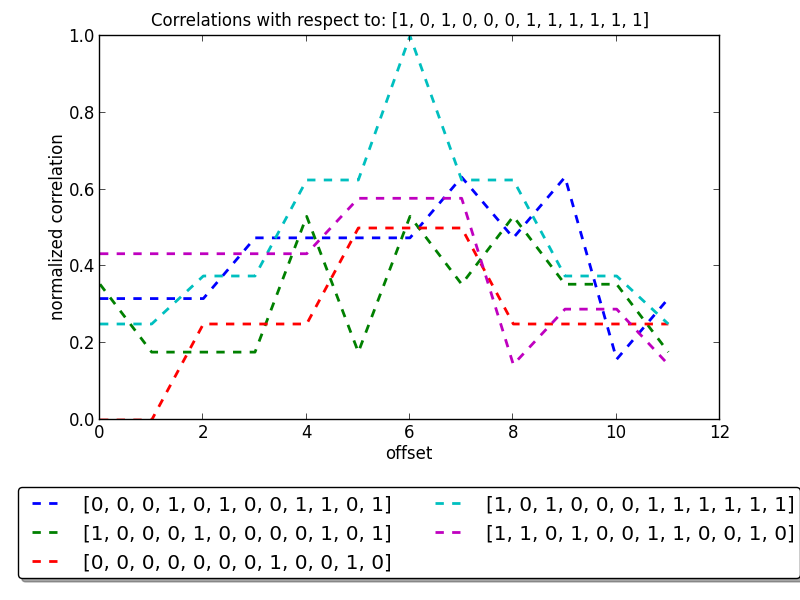 Correlations with respect to: [1, 0, 1, 0, 0, 0, 1, 1, 1, 1, 1, 1]
1.0
0.8
0.6
0.4
0.2
0.0
normalized correlation
0 2 4 6 8 10 12
offset
[0, 0, 0, 1, 0, 1, 0, 0, 1, 1, 0, 1]
[1, 0, 0, 0, 1, 0, 0, 0, 0, 1, 0, 1]
[0, 0, 0, 0, 0, 0, 0, 1, 0, 0, 1, 0]
[1, 0, 1, 0, 0, 0, 1, 1, 1, 1, 1, 1]
[1, 1, 0, 1, 0, 0, 1, 1, 0, 0, 1, 0]